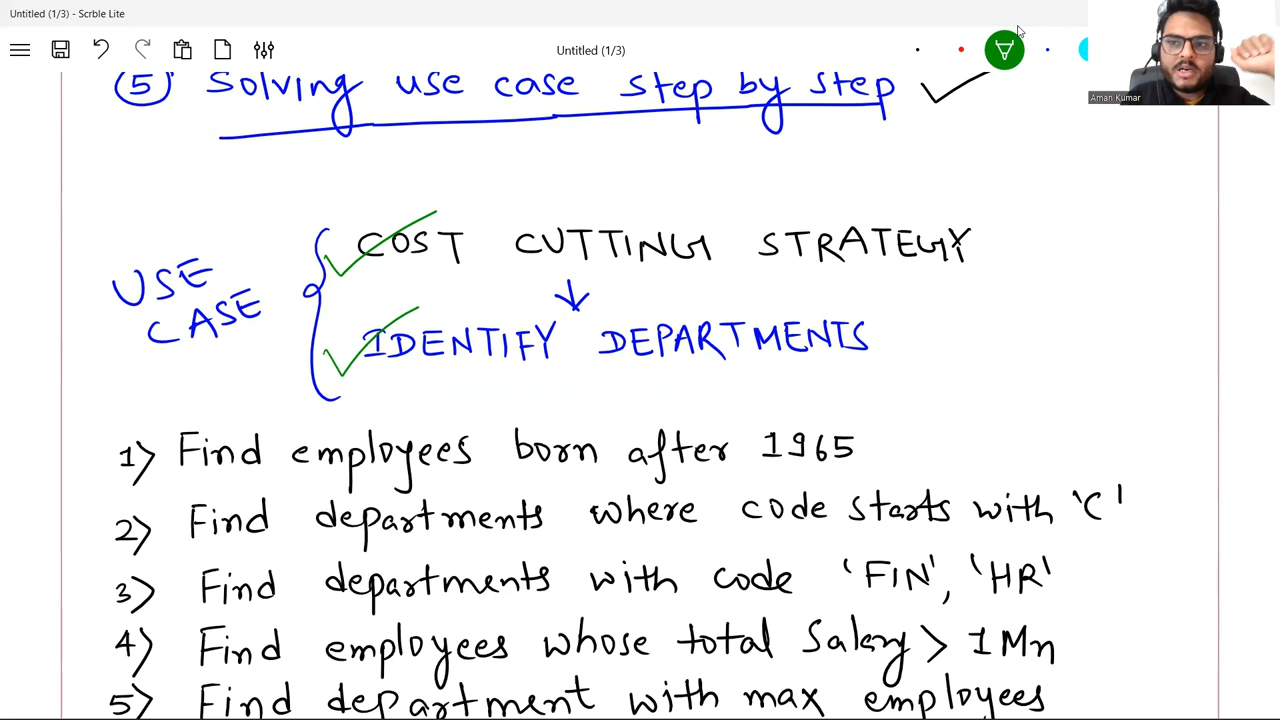 Untitled (1/3) - Scrble Lite
Untitled (1/3)
Aman Kumar
(5) Solving use case step by step
USE CASE
COST CUTTING STRATEGY
IDENTIFY DEPARTMENTS
1) Find employees born after 1965
2) Find departments where code starts with 'C'
3) Find departments with code 'FIN', 'HR'
4) Find employees whose total Salary > 1Mn
5) Find department with max employees